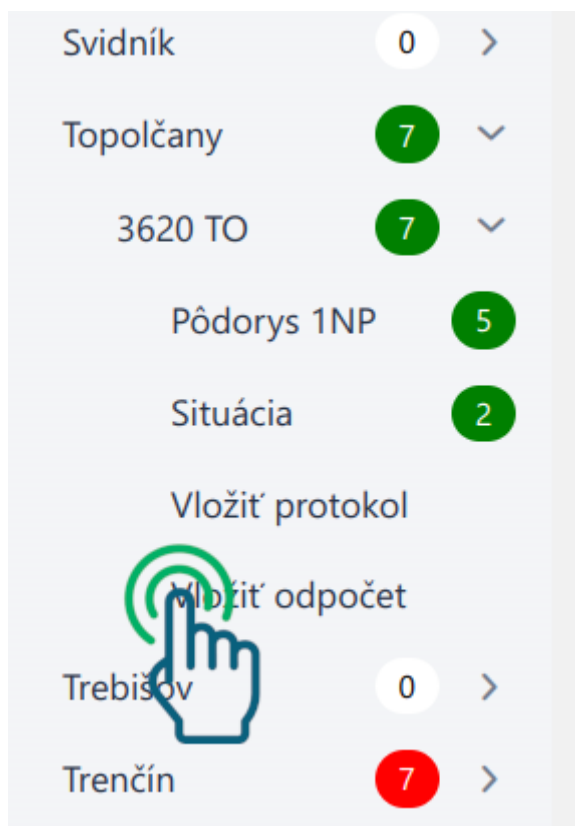 Svidník 0
Topolčany 7
3620 TO 7
Pôdorys 1NP 5
Situácia 2
Vložiť protokol
Vložiť odpočet
Trebišov 0
Trenčín 7